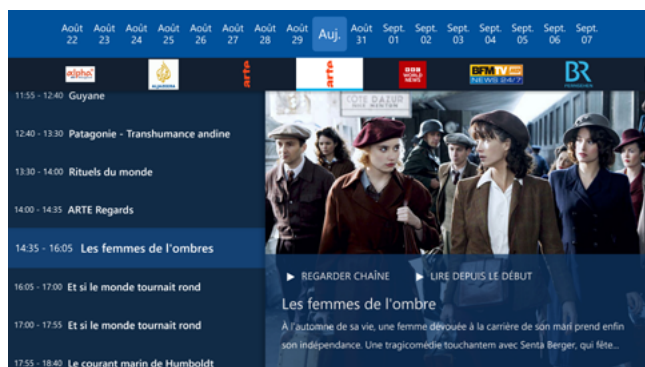 Août Août Août Août Août Août Août Auj. Août Sept. Sept. Sept. Sept. Sept. Sept. Sept.
22 23 24 25 26 27 28 29 31 01 02 03 04 05 06 07
alpha ALJAZEERA arte arte BBC WORLD NEWS BFM TV NEWS 24/7 BR
11:55 - 12:40 Guyane
12:40 - 13:30 Patagonie - Transhumance andine
13:30 - 14:00 Rituels du monde
14:00 - 14:35 ARTE Regards
14:35 - 16:05 Les femmes de l'ombres
16:05 - 17:00 Et si le monde tournait rond
17:00 - 17:55 Et si le monde tournait rond
17:55 - 18:40 Le courant marin de Humboldt
CÔTE D'AZUR
▶ REGARDER CHAÎNE ▶ LIRE DEPUIS LE DÉBUT
Les femmes de l'ombre
À l'automne de sa vie, une femme dévouée à la carrière de son mari prend enfin
son indépendance. Une tragicomédie touchantem avec Senta Berger, qui fête...